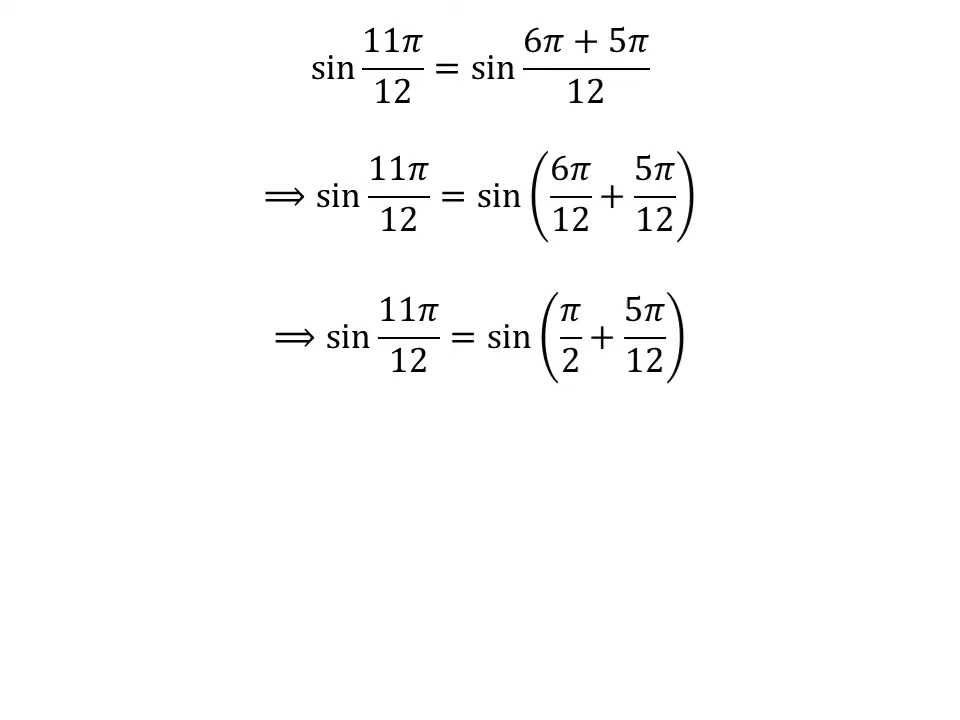 sin 11𝜋/12 = sin (6𝜋 + 5𝜋)/12
⟹ sin 11𝜋/12 = sin (6𝜋/12 + 5𝜋/12)
⟹ sin 11𝜋/12 = sin (𝜋/2 + 5𝜋/12)